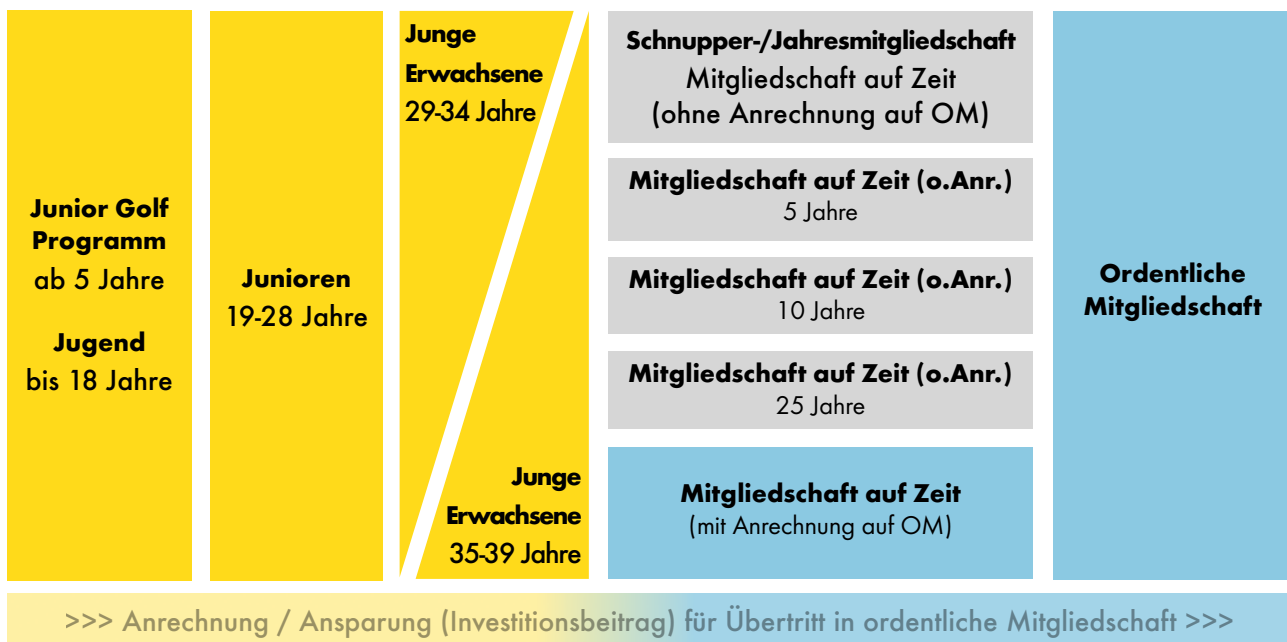 Junior Golf
Programm
ab 5 Jahre
Jugend
bis 18 Jahre
Junioren
19-28 Jahre
Junge
Erwachsene
29-34 Jahre
Junge
Erwachsene
35-39 Jahre
Schnupper-/Jahresmitgliedschaft
Mitgliedschaft auf Zeit
(ohne Anrechnung auf OM)
Mitgliedschaft auf Zeit (o.Anr.)
5 Jahre
Mitgliedschaft auf Zeit (o.Anr.)
10 Jahre
Mitgliedschaft auf Zeit (o.Anr.)
25 Jahre
Mitgliedschaft auf Zeit
(mit Anrechnung auf OM)
Ordentliche
Mitgliedschaft
>>> Anrechnung / Ansparung (Investitionsbeitrag) für Übertritt in ordentliche Mitgliedschaft >>>